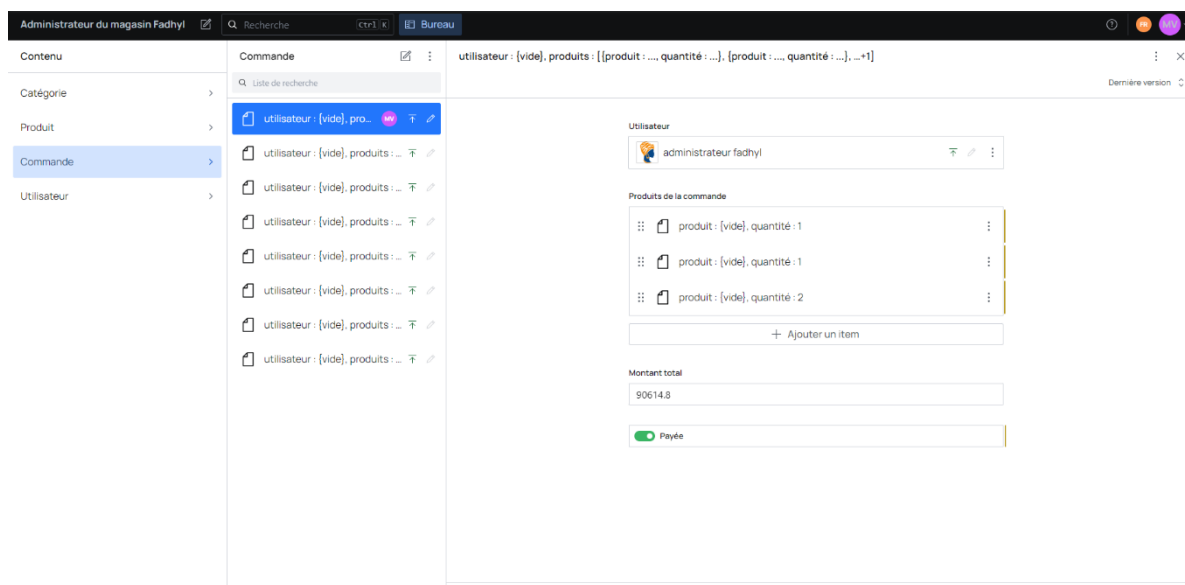 Administrateur du magasin Fadhyl
Recherche
Ctrl K
Bureau
FR
MV
Contenu
Catégorie
Produit
Commande
Utilisateur
Commande
Liste de recherche
utilisateur : {vide}, pro... MV
utilisateur : {vide}, produits : ...
utilisateur : {vide}, produits : ...
utilisateur : {vide}, produits : ...
utilisateur : {vide}, produits : ...
utilisateur : {vide}, produits : ...
utilisateur : {vide}, produits : ...
utilisateur : {vide}, produits : ...
utilisateur : {vide}, produits : [{produit : ..., quantité : ...}, {produit : ..., quantité : ...}, ...+1]
Dernière version
Utilisateur
administrateur fadhyl
Produits de la commande
produit : {vide}, quantité : 1
produit : {vide}, quantité : 1
produit : {vide}, quantité : 2
+ Ajouter un item
Montant total
90614.8
Payée